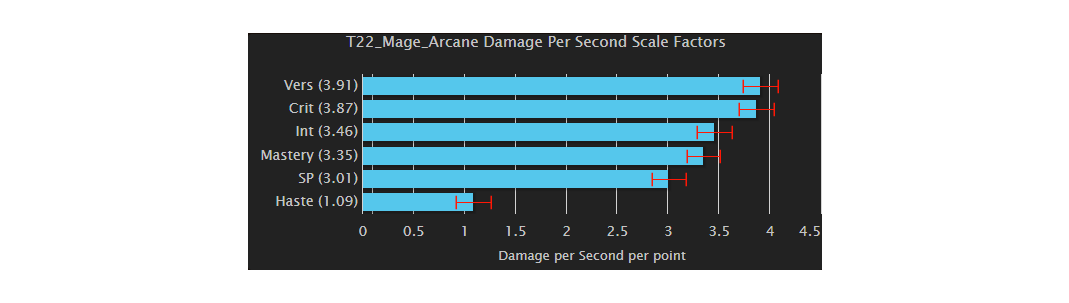 T22_Mage_Arcane Damage Per Second Scale Factors
Vers (3.91)
Crit (3.87)
Int (3.46)
Mastery (3.35)
SP (3.01)
Haste (1.09)
0 0.5 1 1.5 2 2.5 3 3.5 4 4.5
Damage per Second per point